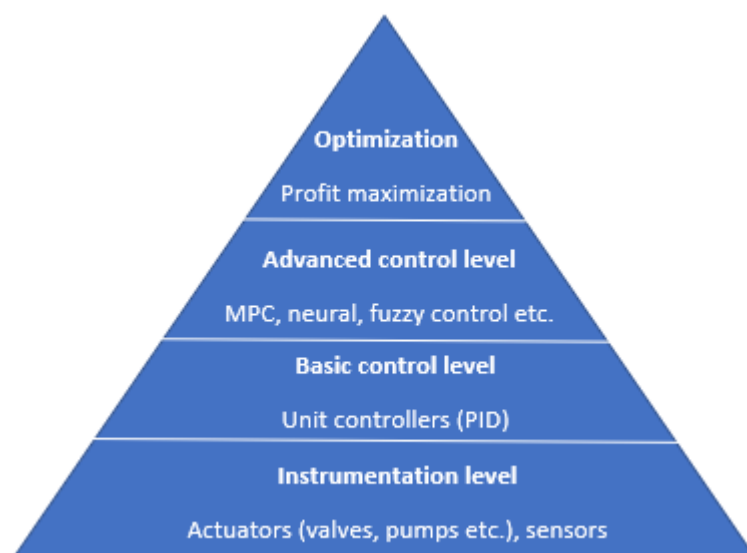 Optimization
Profit maximization
Advanced control level
MPC, neural, fuzzy control etc.
Basic control level
Unit controllers (PID)
Instrumentation level
Actuators (valves, pumps etc.), sensors